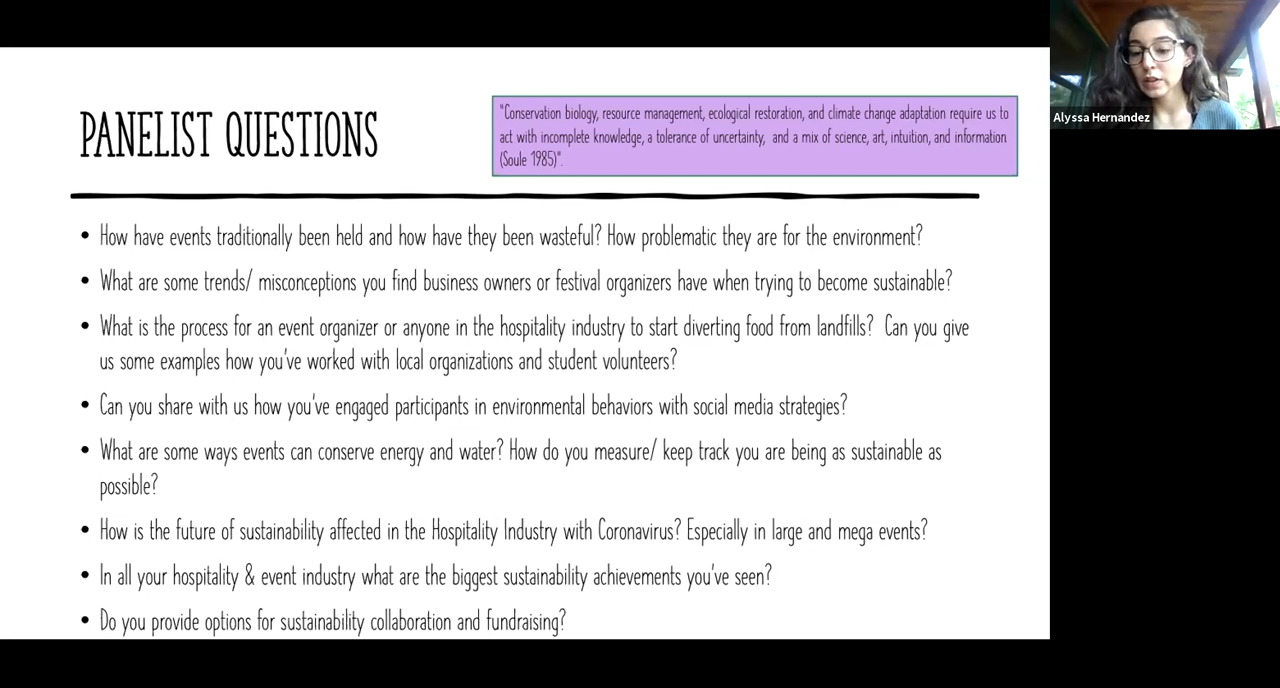 PANELIST QUESTIONS
"Conservation biology, resource management, ecological restoration, and climate change adaptation require us to
act with incomplete knowledge, a tolerance of uncertainty, and a mix of science, art, intuition, and information
(Soule 1985)".
Alyssa Hernandez
• How have events traditionally been held and how have they been wasteful? How problematic they are for the environment?
• What are some trends/ misconceptions you find business owners or festival organizers have when trying to become sustainable?
• What is the process for an event organizer or anyone in the hospitality industry to start diverting food from landfills? Can you give
us some examples how you've worked with local organizations and student volunteers?
• Can you share with us how you've engaged participants in environmental behaviors with social media strategies?
• What are some ways events can conserve energy and water? How do you measure/ keep track you are being as sustainable as
possible?
• How is the future of sustainability affected in the Hospitality Industry with Coronavirus? Especially in large and mega events?
• In all your hospitality & event industry what are the biggest sustainability achievements you've seen?
• Do you provide options for sustainability collaboration and fundraising?